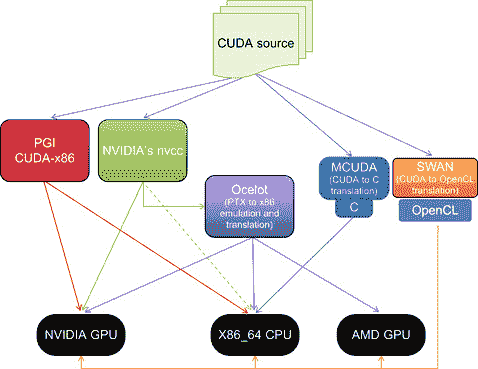 CUDA source
PGI
CUDA-x86
NVIDIA's nvcc
Ocelot
(PTX to x86
emulation and
translation)
MCUDA
(CUDA to C
translation)
C
SWAN
(CUDA to OpenCL
translation)
OpenCL
NVIDIA GPU
X86_64 CPU
AMD GPU